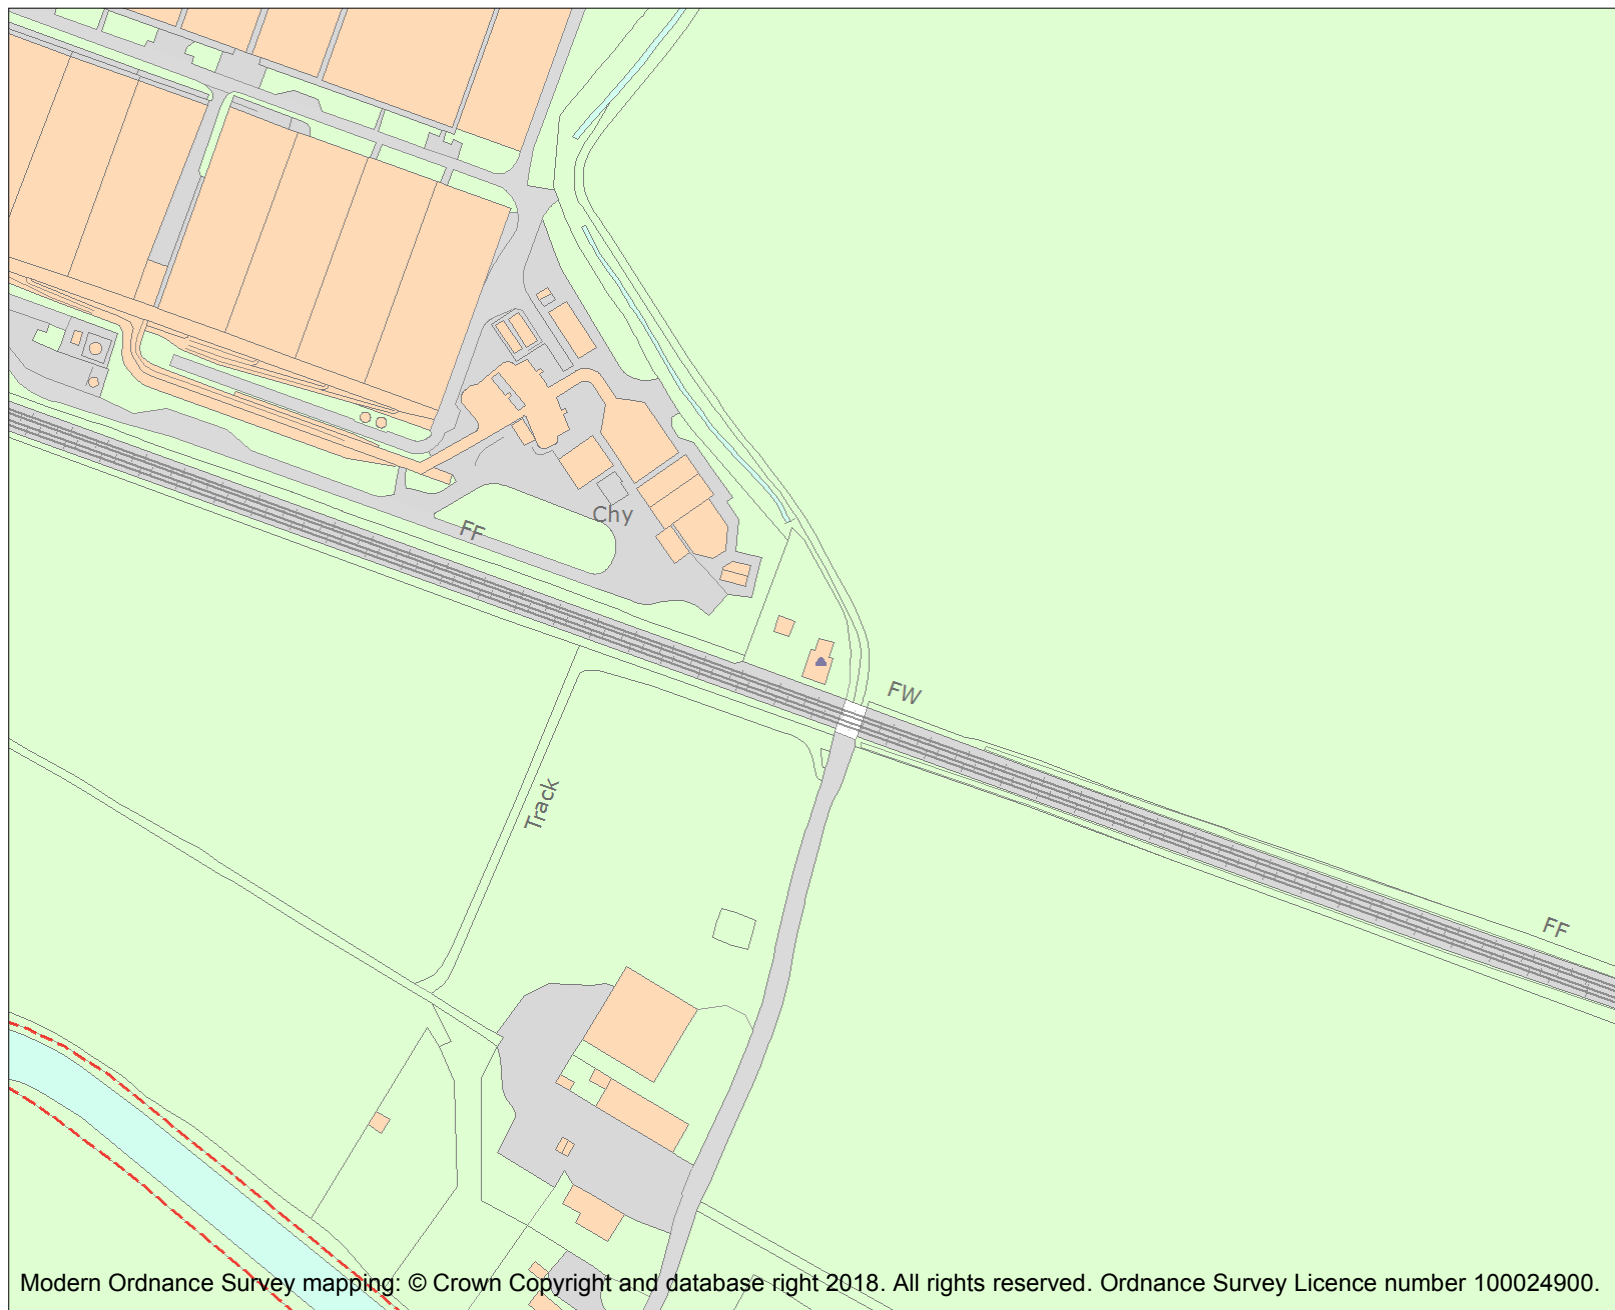 Chy
FF
FW
Track
FF
Modern Ordnance Survey mapping: © Crown Copyright and database right 2018. All rights reserved. Ordnance Survey Licence number 100024900.